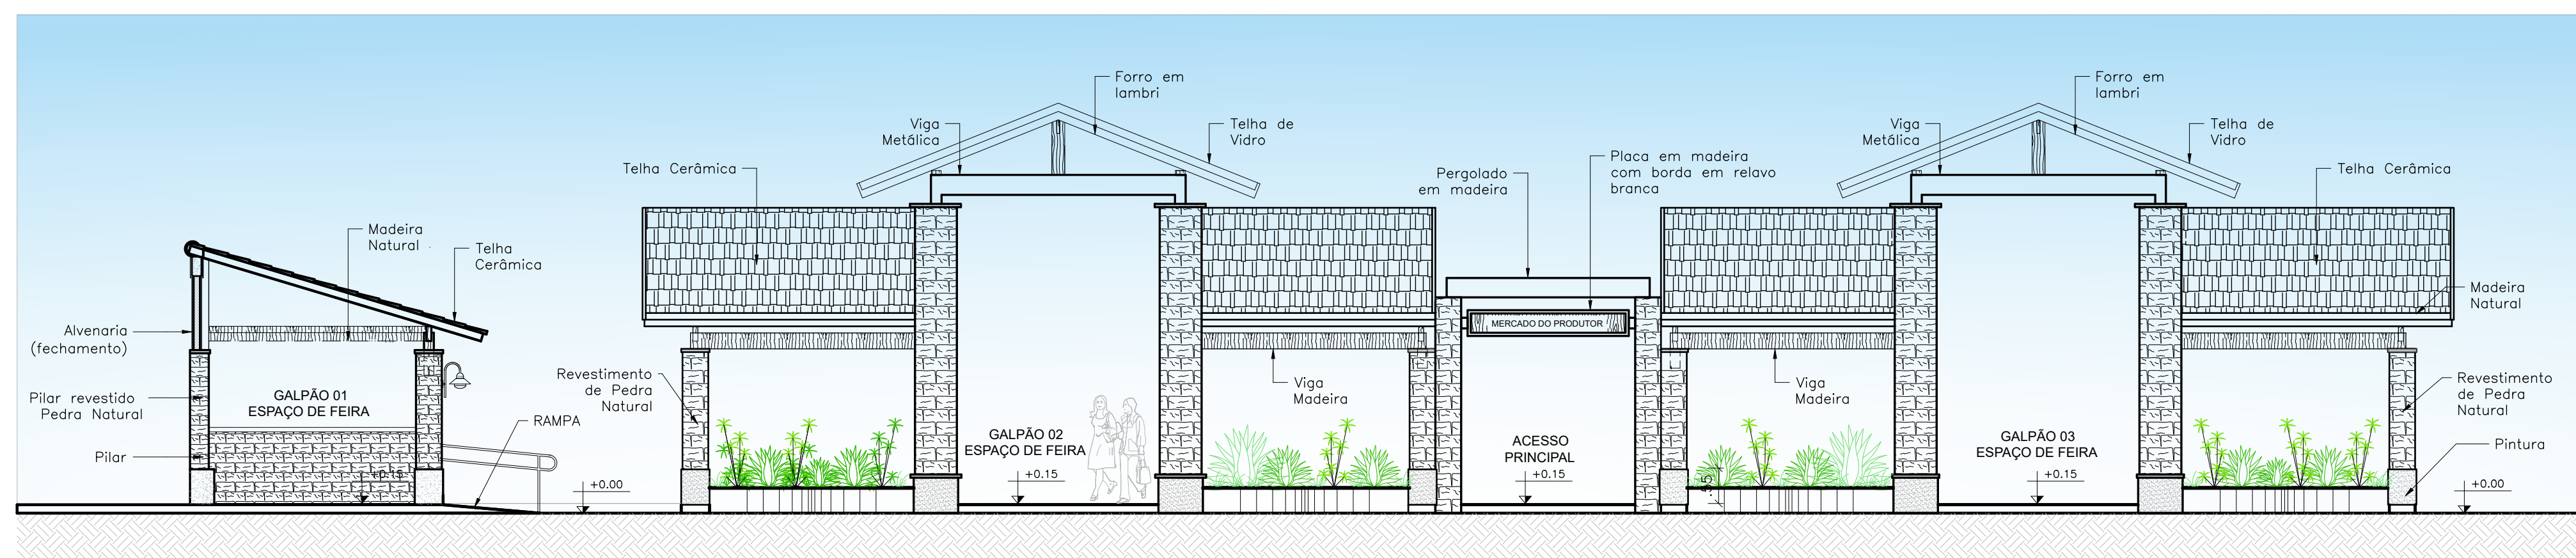 Alvenaria
(fechamento)
Pilar revestido
Pedra Natural
Pilar
Madeira
Natural
Telha
Cerâmica
GALPÃO 01
ESPAÇO DE FEIRA
+0.15
RAMPA
+0.00
Telha Cerâmica
Revestimento
de Pedra
Natural
Viga
Metálica
Forro em
lambri
Telha de
Vidro
GALPÃO 02
ESPAÇO DE FEIRA
+0.15
Viga
Madeira
Pergolado
em madeira
Placa em madeira
com borda em relavo
branca
MERCADO DO PRODUTOR
ACESSO
PRINCIPAL
+0.15
.55
Viga
Madeira
Viga
Metálica
Forro em
lambri
Telha de
Vidro
GALPÃO 03
ESPAÇO DE FEIRA
+0.15
Telha Cerâmica
Madeira
Natural
Revestimento
de Pedra
Natural
Pintura
+0.00